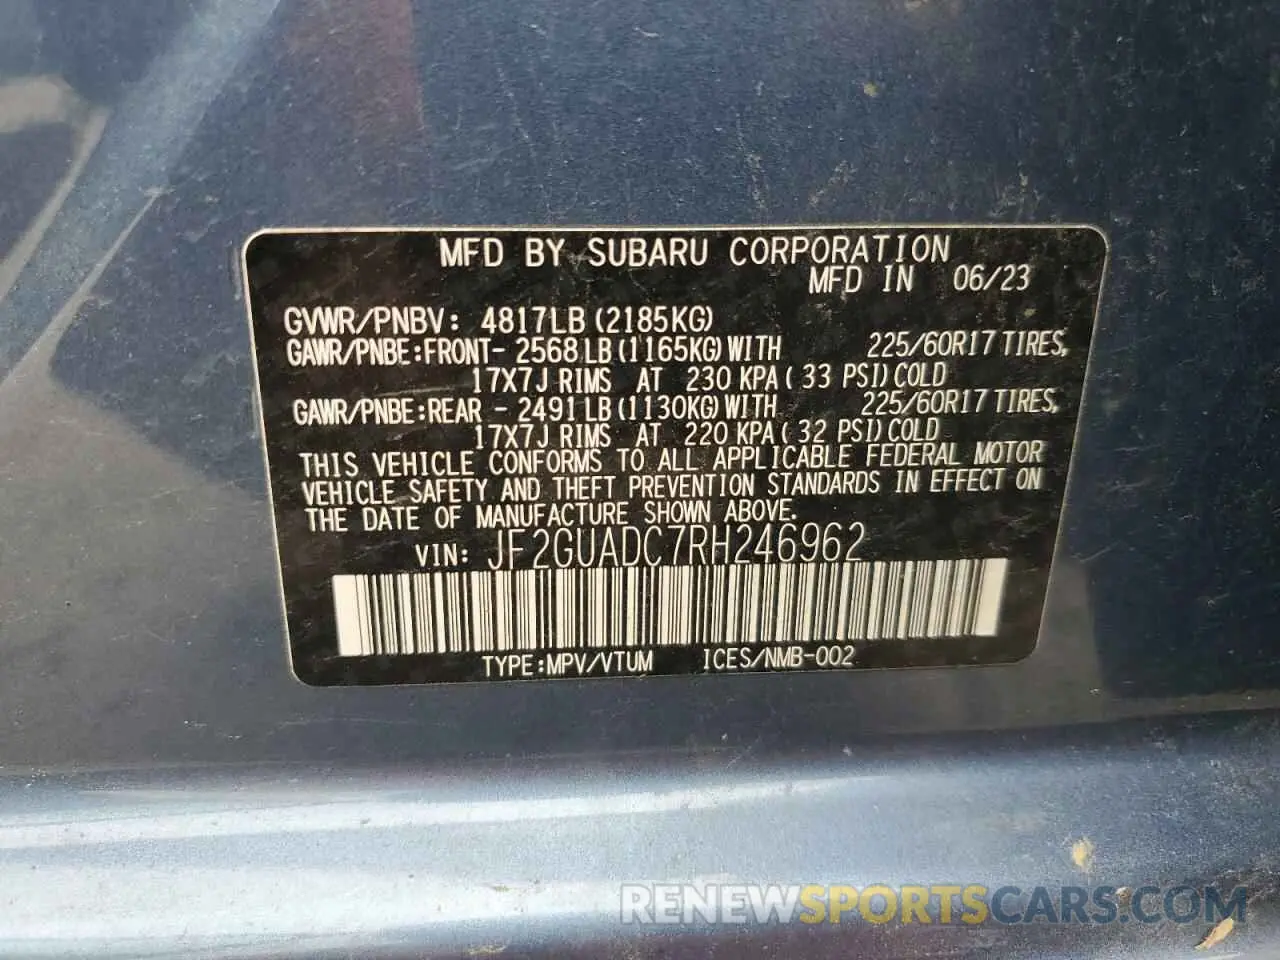 MFD BY SUBARU CORPORATION
MFD IN 06/23
GVWR/PNBV: 4817LB (2185KG)
GAWR/PNBE:FRONT- 2568 LB (1165KG) WITH 225/60R17 TIRES,
17X7J RIMS AT 230 KPA ( 33 PSI) COLD
GAWR/PNBE:REAR - 2491 LB (1130KG) WITH 225/60R17 TIRES,
17X7J RIMS AT 220 KPA ( 32 PSI) COLD
THIS VEHICLE CONFORMS TO ALL APPLICABLE FEDERAL MOTOR
VEHICLE SAFETY AND THEFT PREVENTION STANDARDS IN EFFECT ON
THE DATE OF MANUFACTURE SHOWN ABOVE.
VIN: JF2GUADC7RH246962
TYPE:MPV/VTUM ICES/NMB-002
RENEWSPORTSCARS.COM